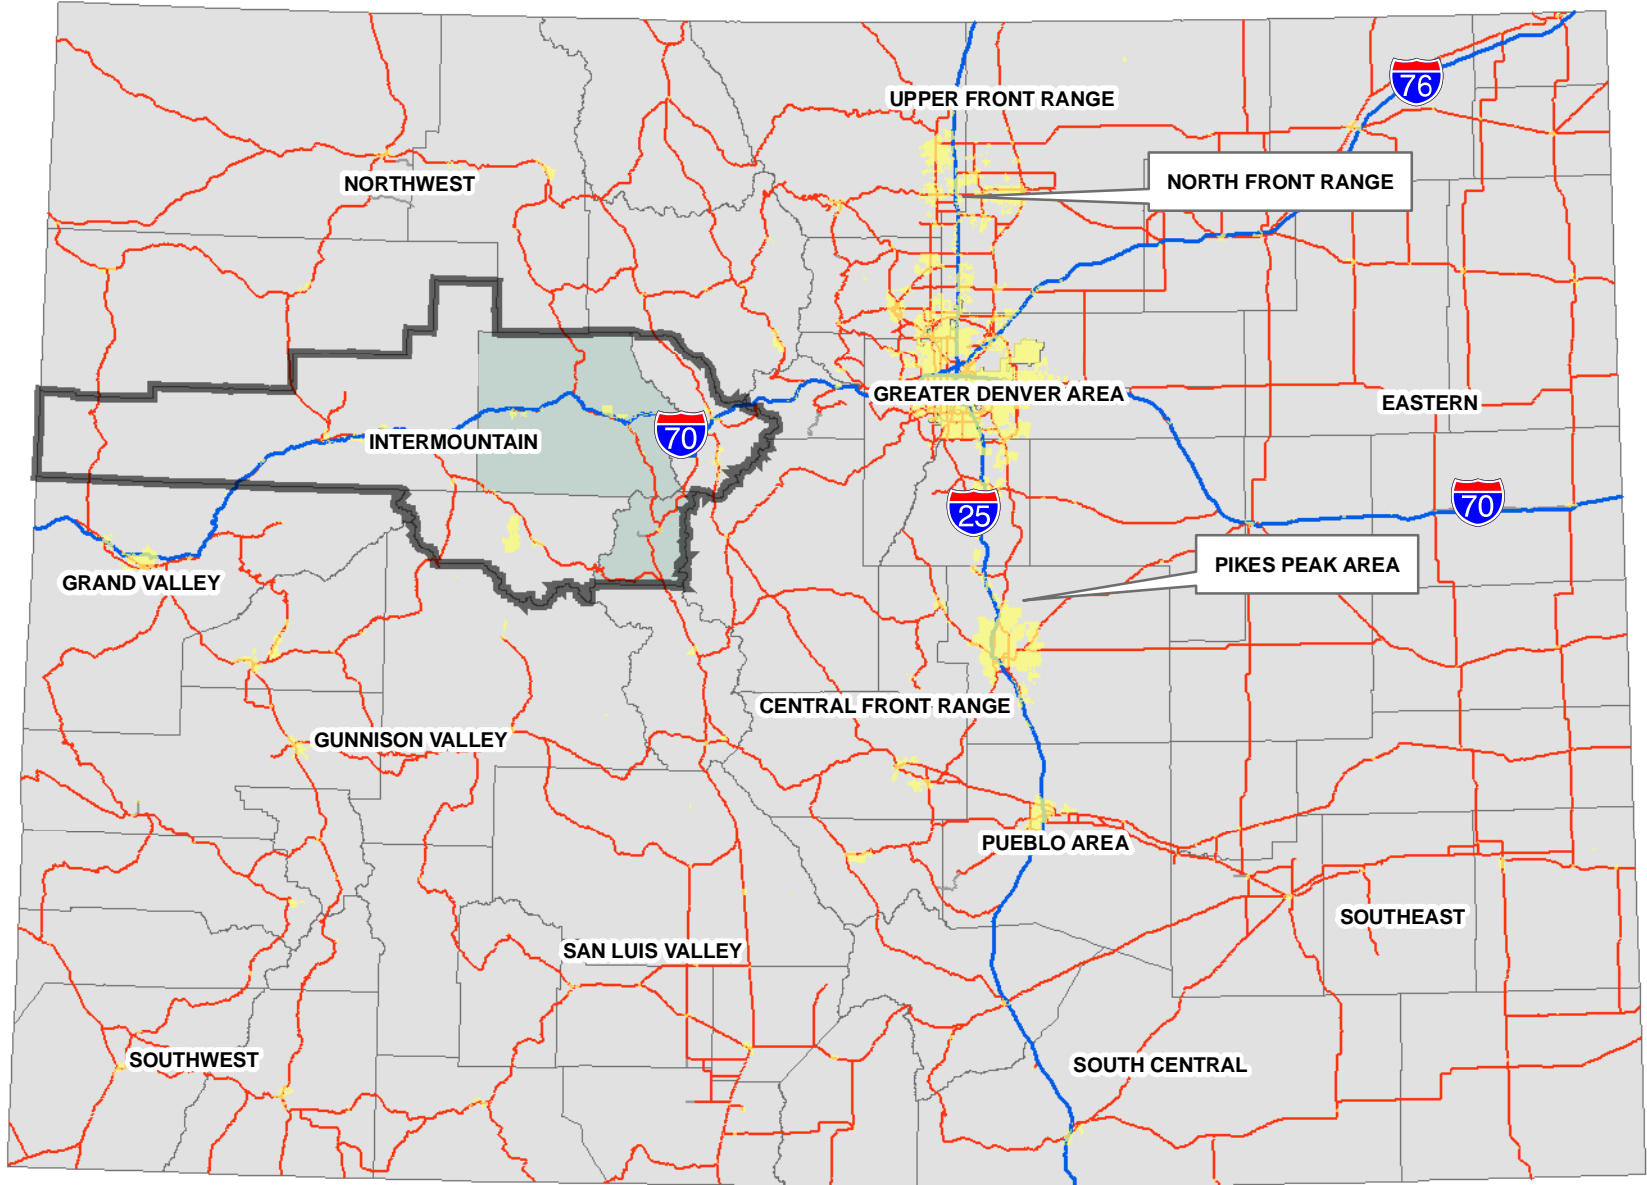 76
UPPER FRONT RANGE
NORTH FRONT RANGE
NORTHWEST
GREATER DENVER AREA
EASTERN
INTERMOUNTAIN
70
70
25
PIKES PEAK AREA
GRAND VALLEY
CENTRAL FRONT RANGE
GUNNISON VALLEY
PUEBLO AREA
SOUTHEAST
SAN LUIS VALLEY
SOUTHWEST
SOUTH CENTRAL